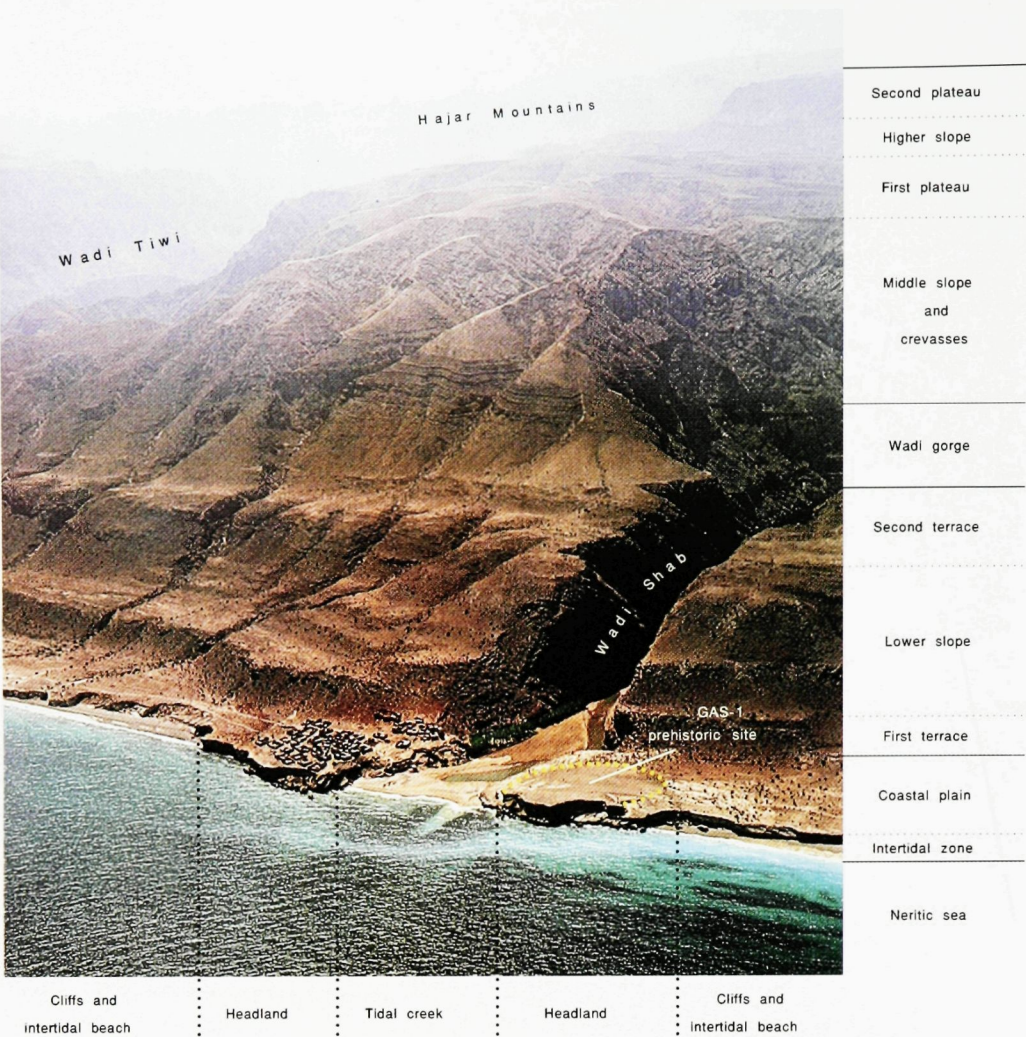 Hajar Mountains
Wadi Tiwi
Wadi Shab
GAS-1
prehistoric site
Second plateau
Higher slope
First plateau
Middle slope
and
crevasses
Wadi gorge
Second terrace
Lower slope
First terrace
Coastal plain
Intertidal zone
Neritic sea
Cliffs and
intertidal beach
Headland
Tidal creek
Headland
Cliffs and
intertidal beach